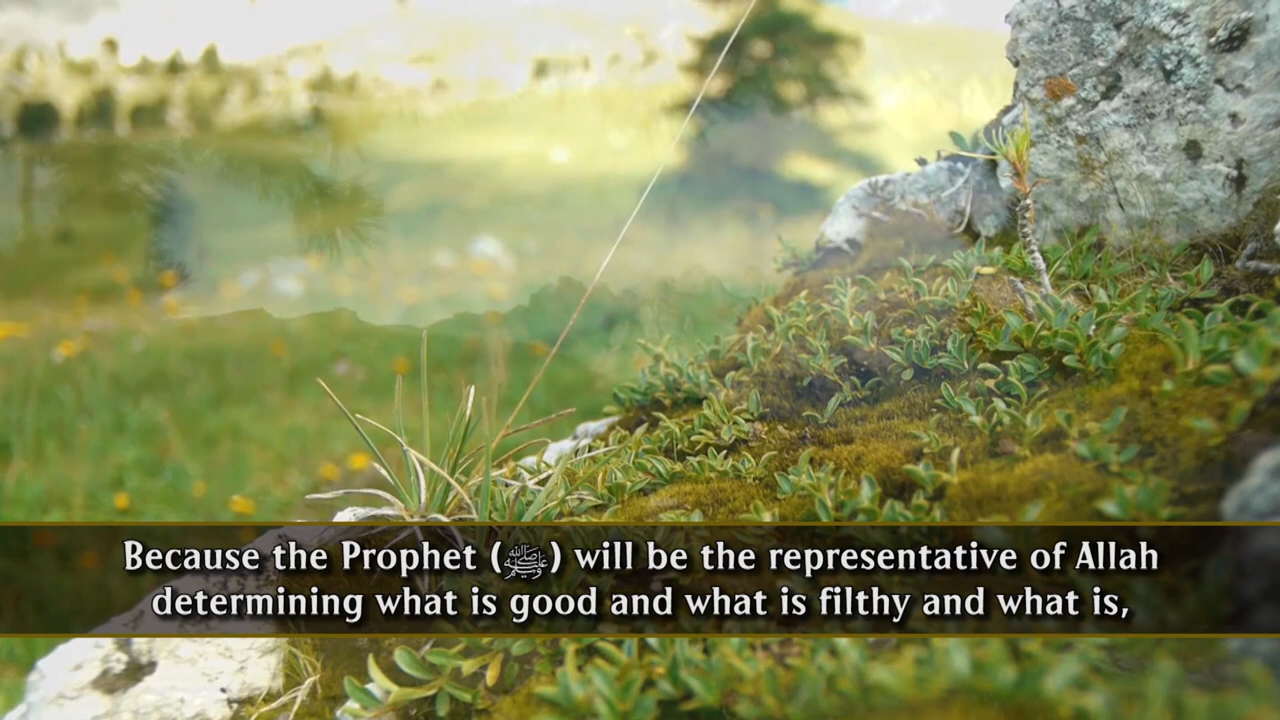 Because the Prophet (ﷺ) will be the representative of Allah
determining what is good and what is filthy and what is,